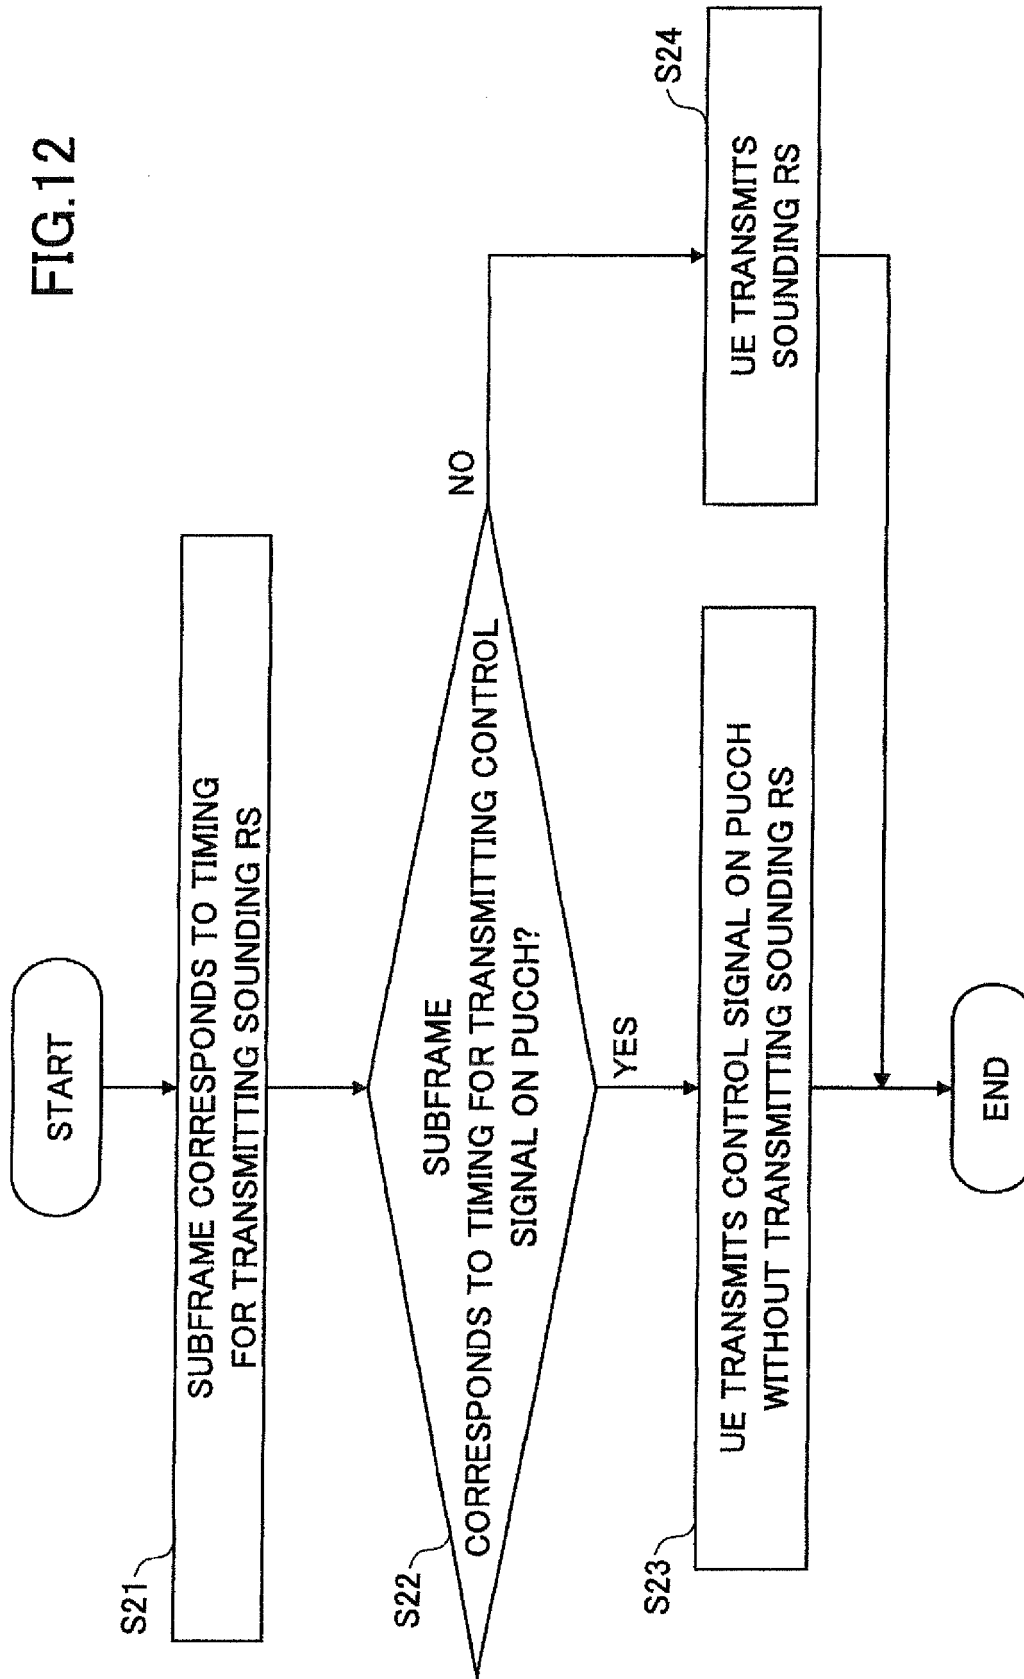 FIG.12
START
S21
SUBFRAME CORRESPONDS TO TIMING
FOR TRANSMITTING SOUNDING RS
S22
SUBFRAME
CORRESPONDS TO TIMING FOR TRANSMITTING CONTROL
SIGNAL ON PUCCH?
NO
YES
S23
UE TRANSMITS CONTROL SIGNAL ON PUCCH
WITHOUT TRANSMITTING SOUNDING RS
S24
UE TRANSMITS
SOUNDING RS
END